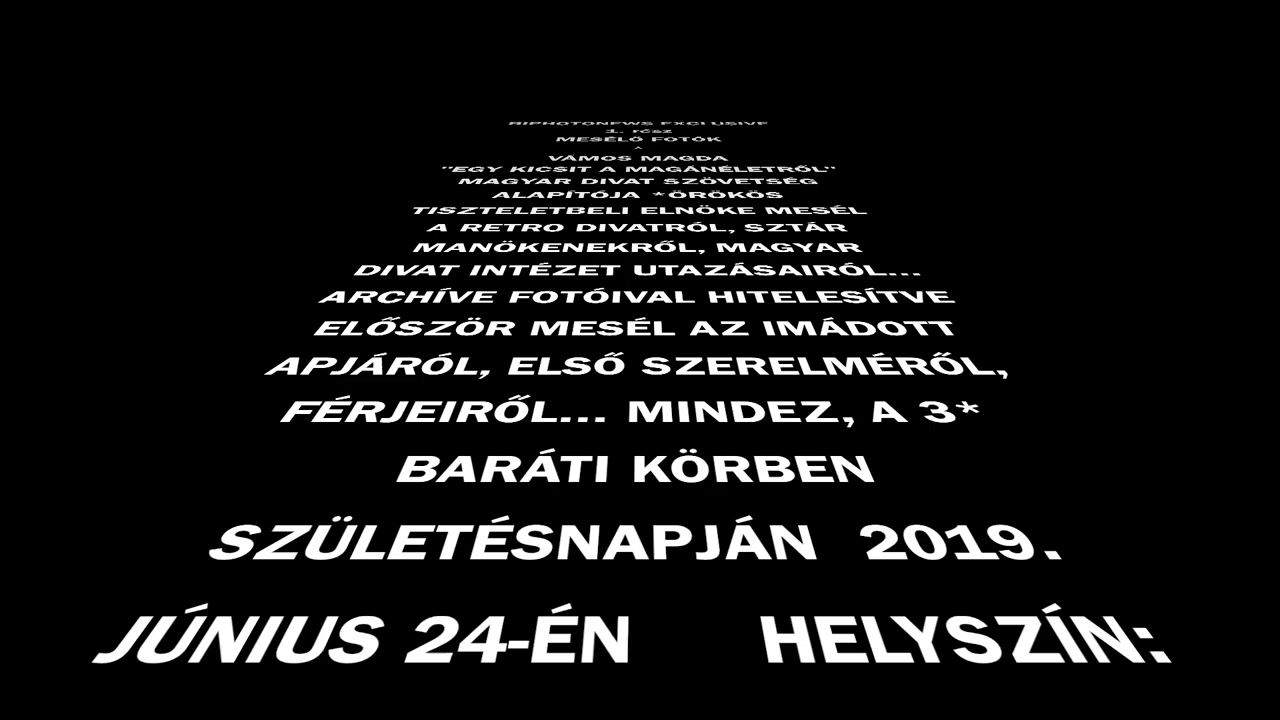 RIPHOTONEWS EXCLUSIVE
1. rész
MESÉLŐ FOTÓK
*
VÁMOS MAGDA
"EGY KICSIT A MAGÁNÉLETRŐL"
MAGYAR DIVAT SZÖVETSÉG
ALAPÍTÓJA *ÖRÖKÖS
TISZTELETBELI ELNÖKE MESÉL
A RETRO DIVATRÓL, SZTÁR
MANÖKENEKRŐL, MAGYAR
DIVAT INTÉZET UTAZÁSAIRÓL...
ARCHÍVE FOTÓIVAL HITELESÍTVE
ELŐSZÖR MESÉL AZ IMÁDOTT
APJÁRÓL, ELSŐ SZERELMÉRŐL,
FÉRJEIRŐL... MINDEZ, A 3*
BARÁTI KÖRBEN
SZÜLETÉSNAPJÁN 2019.
JÚNIUS 24-ÉN HELYSZÍN: